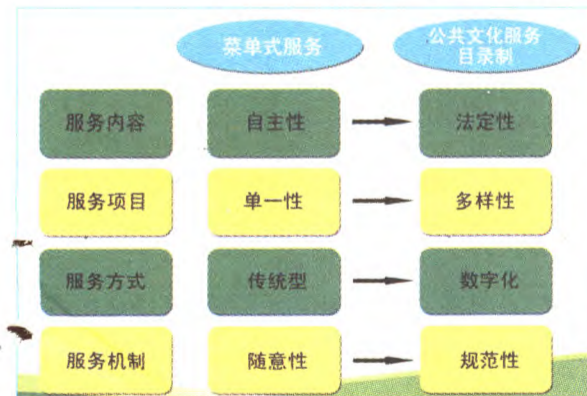 菜单式服务
公共文化服务
目录制
服务内容 自主性 法定性
服务项目 单一性 多样性
服务方式 传统型 数字化
服务机制 随意性 规范性